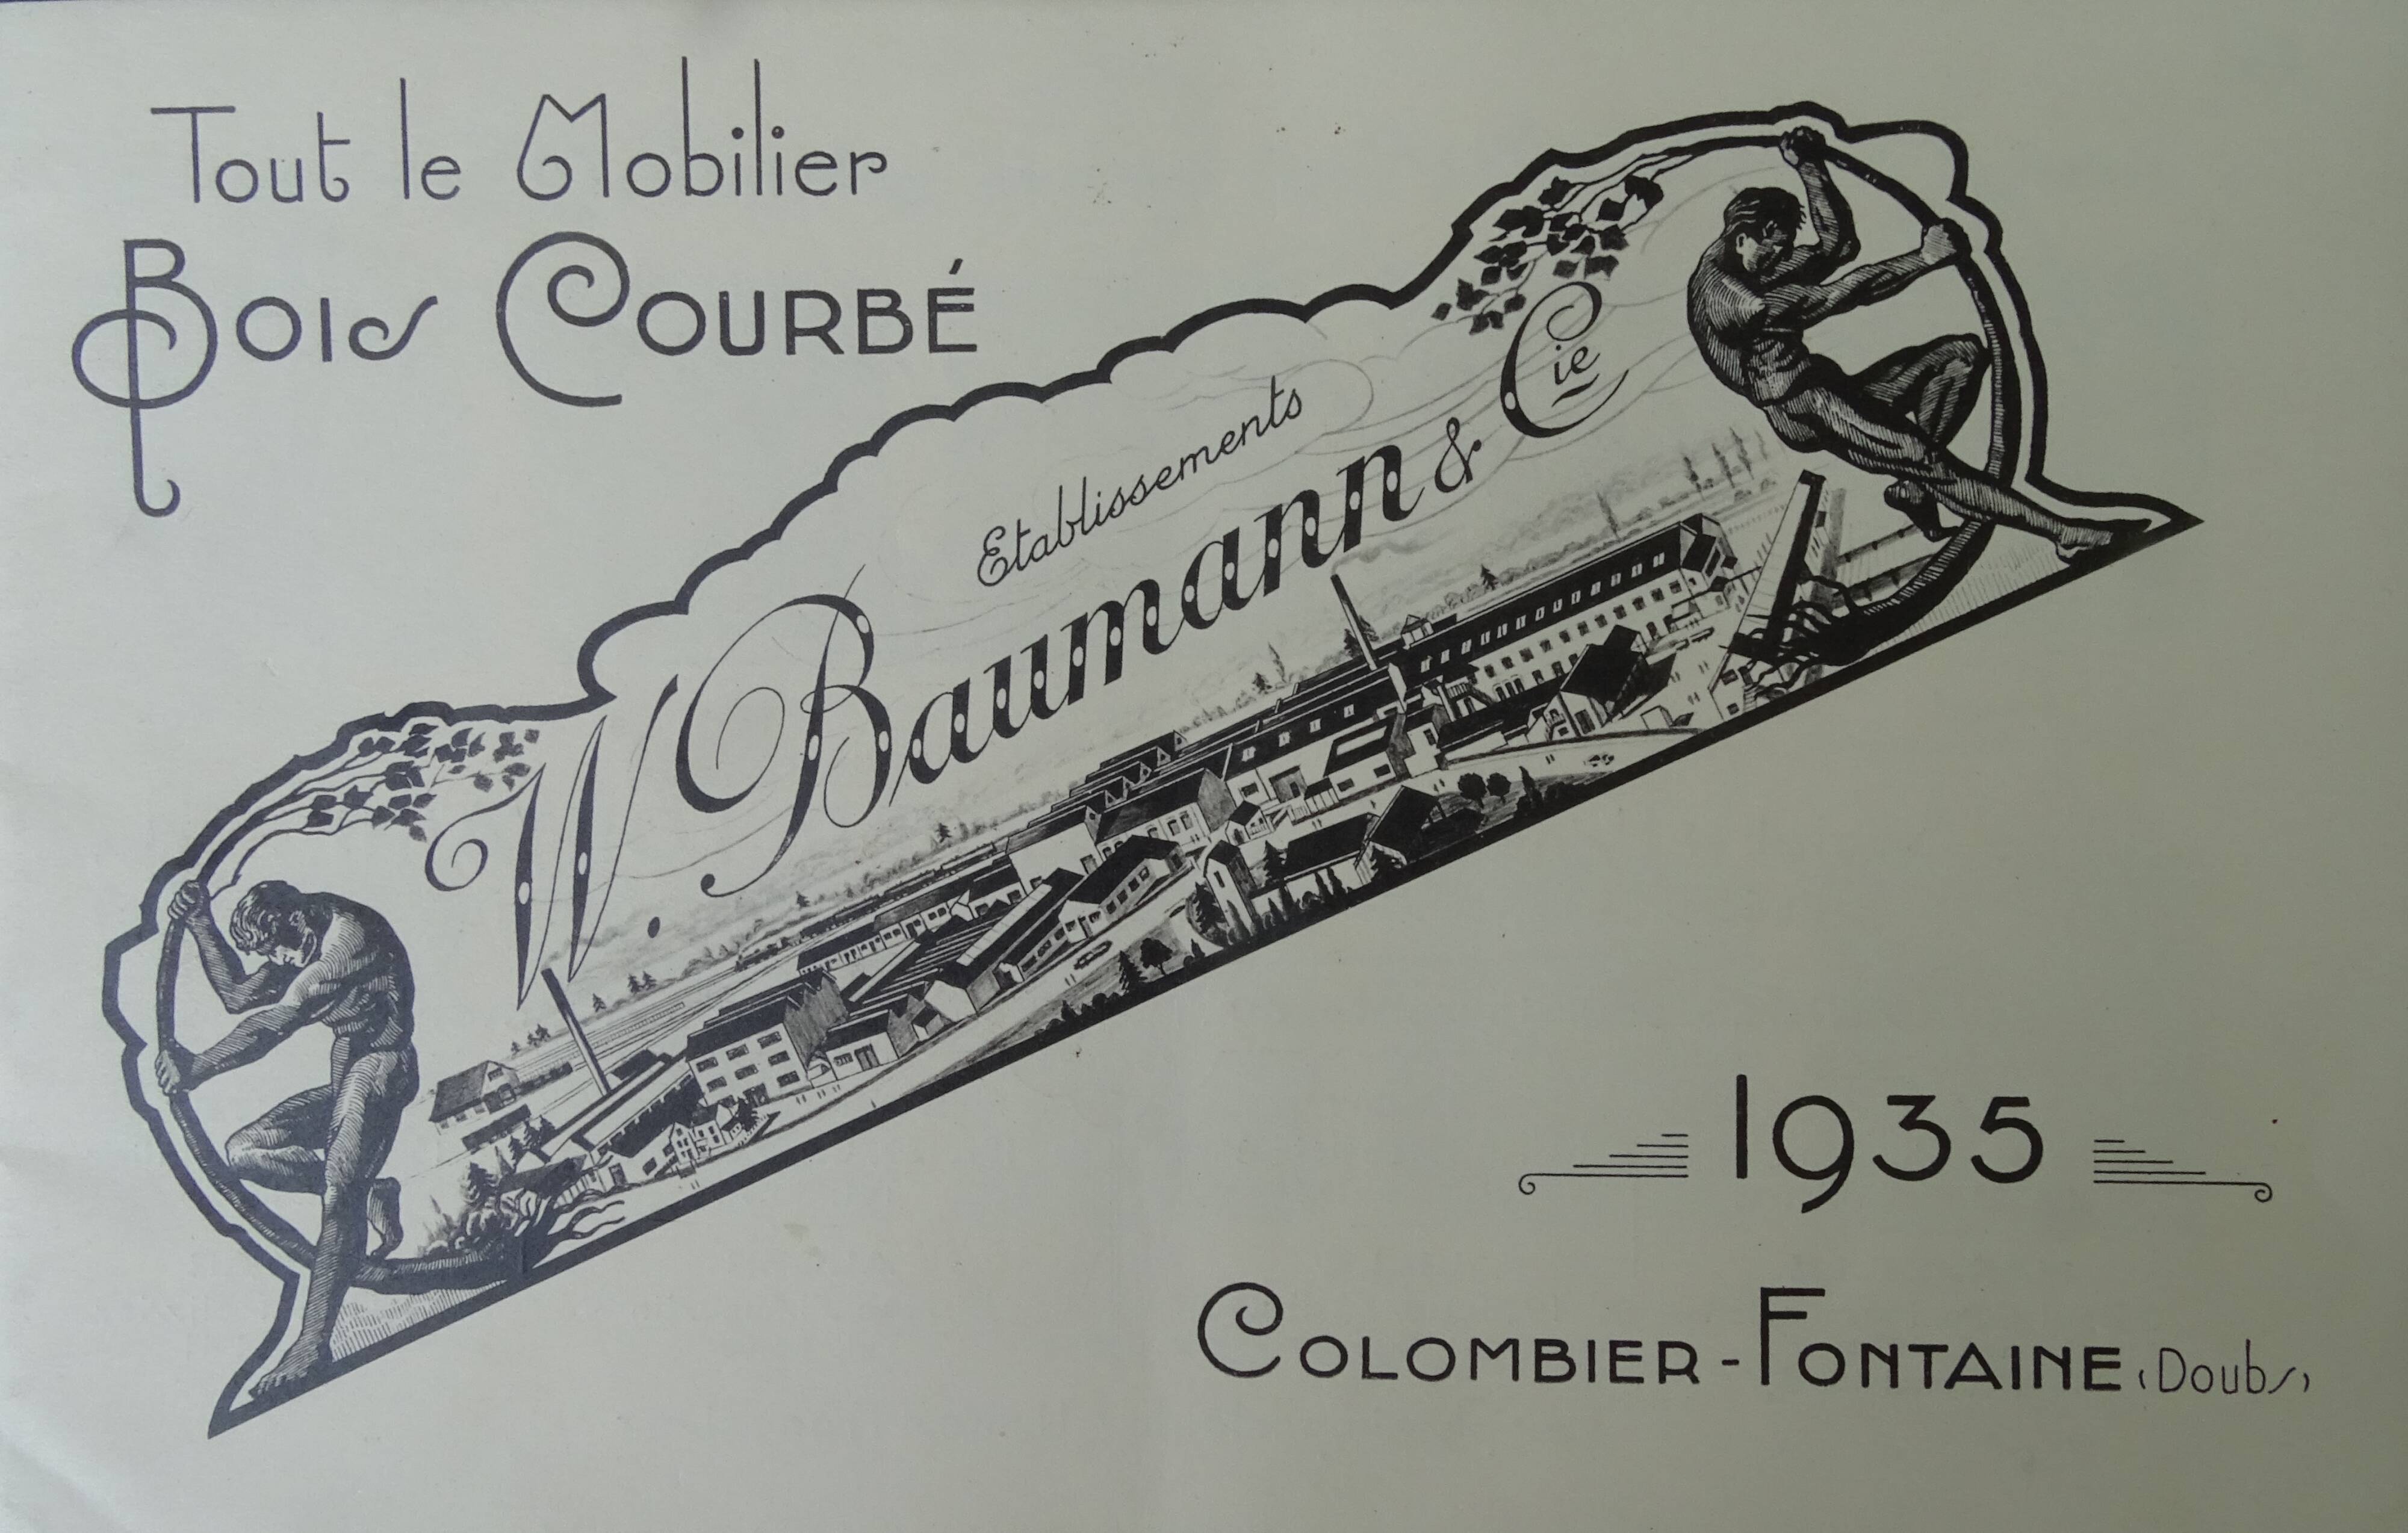 Tout le Mobilier
BOIS COURBÉ
Etablissements
W. Baumann & Cie
1935
COLOMBIER-FONTAINE (Doubs)